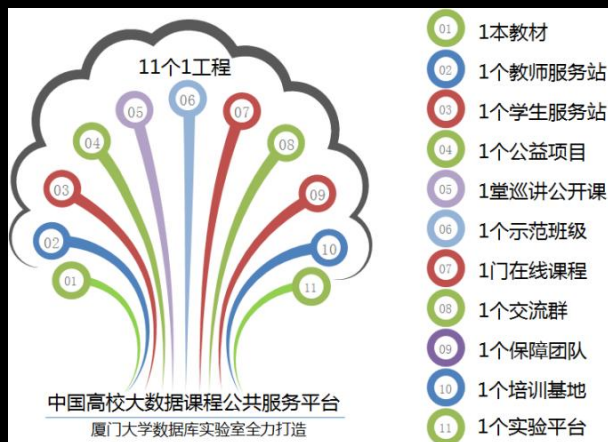 11个1工程
01
02
03
04
05
06
07
08
09
10
11
中国高校大数据课程公共服务平台
厦门大学数据库实验室全力打造
01 1本教材
02 1个教师服务站
03 1个学生服务站
04 1个公益项目
05 1堂巡讲公开课
06 1个示范班级
07 1门在线课程
08 1个交流群
09 1个保障团队
10 1个培训基地
11 1个实验平台